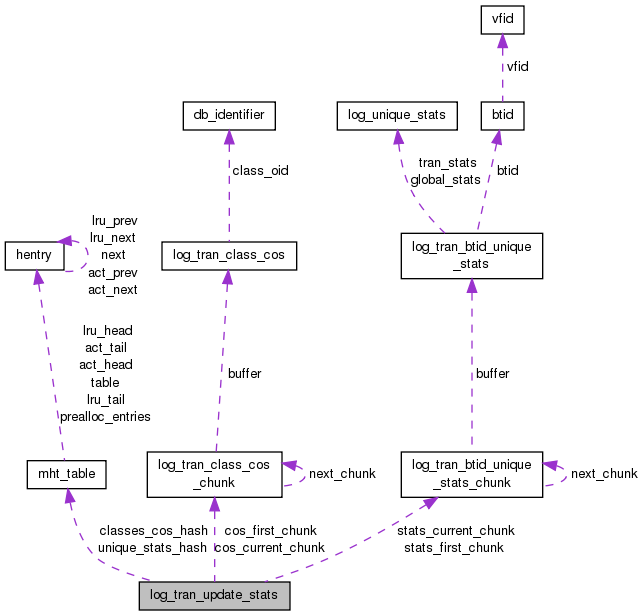 vfid
vfid
db_identifier
log_unique_stats
btid
class_oid
tran_stats
global_stats
btid
lru_prev
lru_next
next
act_prev
act_next
hentry
log_tran_class_cos
log_tran_btid_unique
_stats
lru_head
act_tail
act_head
table
lru_tail
prealloc_entries
buffer
buffer
mht_table
log_tran_class_cos
_chunk
next_chunk
log_tran_btid_unique
_stats_chunk
next_chunk
classes_cos_hash
unique_stats_hash
cos_first_chunk
cos_current_chunk
stats_current_chunk
stats_first_chunk
log_tran_update_stats